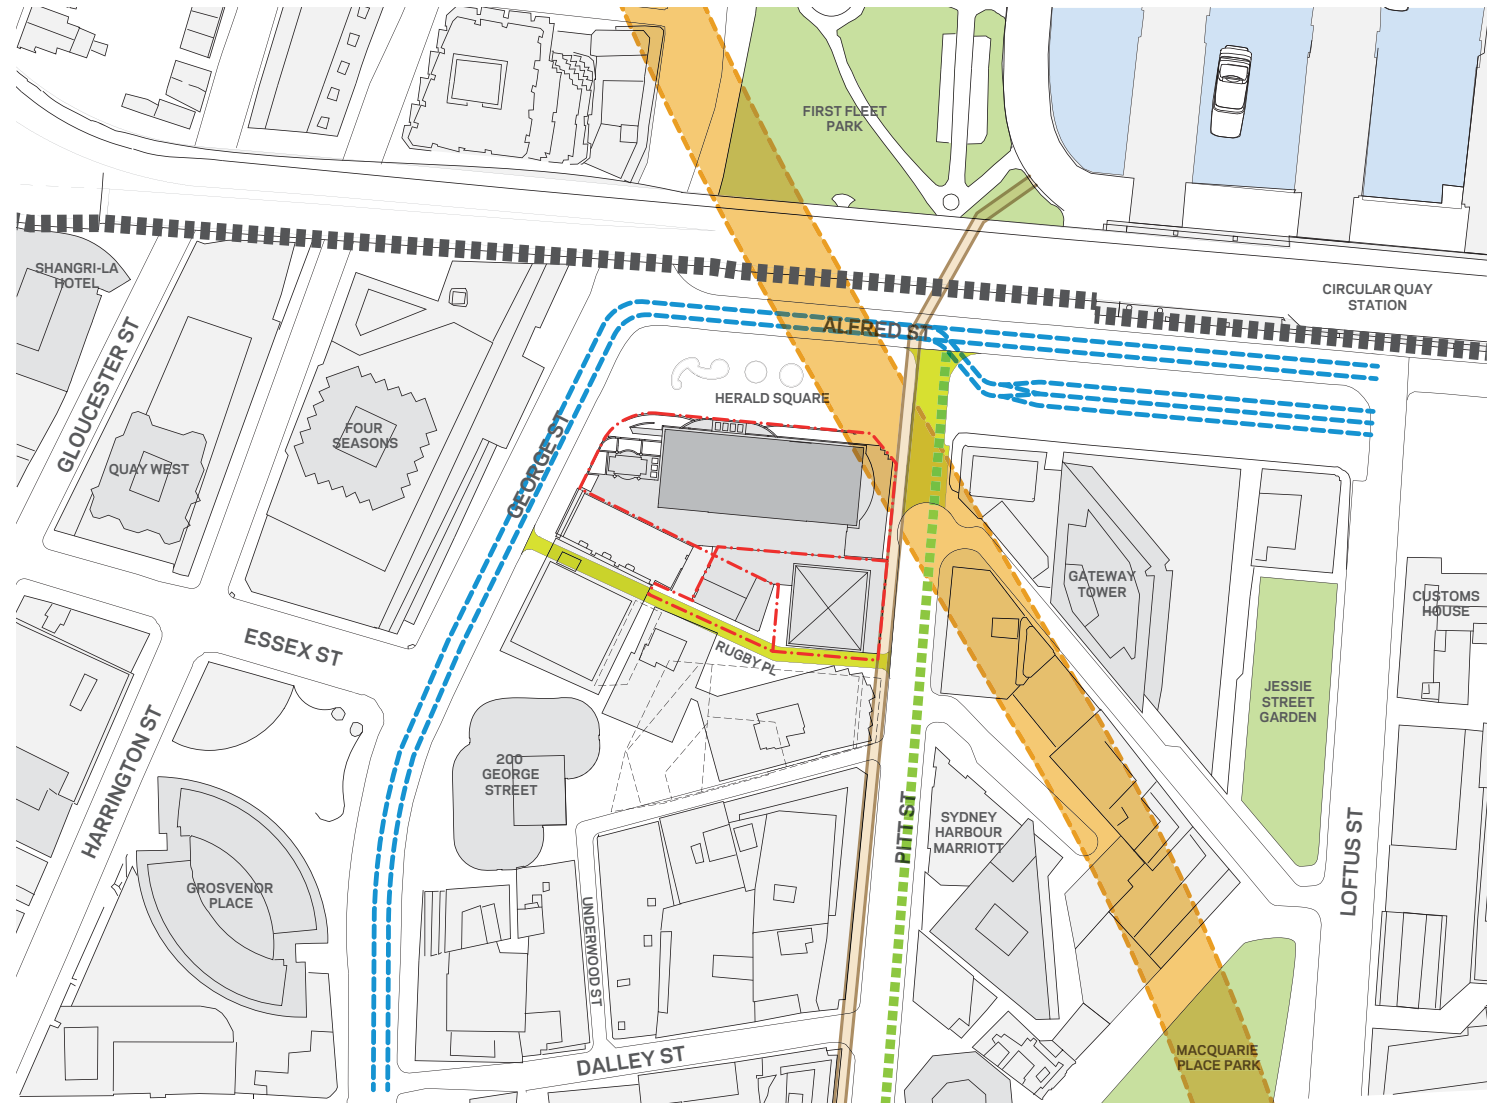 FIRST FLEET
PARK
SHANGRI-LA
HOTEL
CIRCULAR QUAY
STATION
ALFRED ST
GLOUCESTER ST
HERALD SQUARE
FOUR
SEASONS
GEORGE ST
QUAY WEST
GATEWAY
TOWER
CUSTOMS
HOUSE
ESSEX ST
RUGBY PL
JESSIE
STREET
GARDEN
HARRINGTON ST
200
GEORGE
STREET
PITT ST
SYDNEY
HARBOUR
MARRIOTT
LOFTUS ST
GROSVENOR
PLACE
UNDERWOOD ST
DALLEY ST
MACQUARIE
PLACE PARK